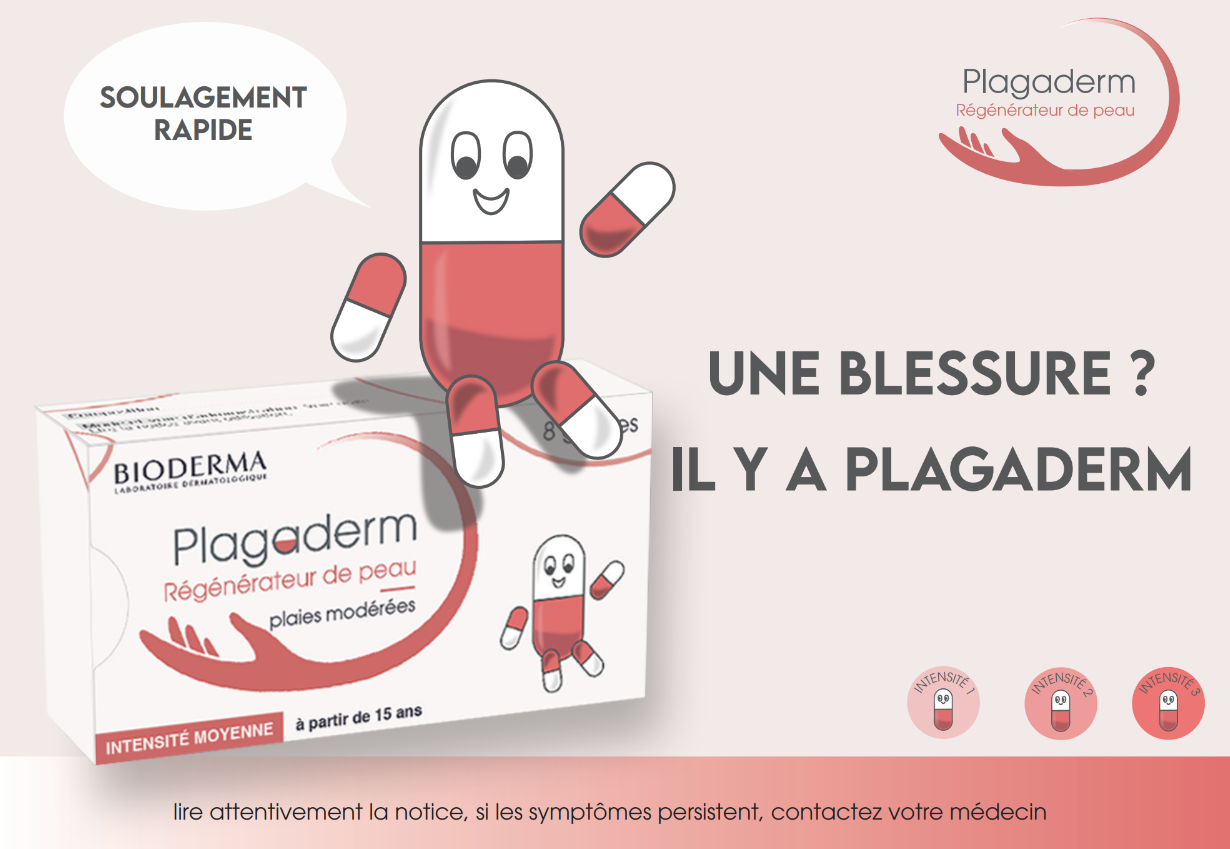 SOULAGEMENT
RAPIDE
Plagaderm
Régénérateur de peau
UNE BLESSURE ?
IL Y A PLAGADERM
Composition
8
BIODERMA
LABORATOIRE DERMATOLOGIQUE
Plagaderm
Régénérateur de peau
plaies modérées
INTENSITÉ MOYENNE
à partir de 15 ans
INTENSITÉ 1
INTENSITÉ 2
INTENSITÉ 3
lire attentivement la notice, si les symptômes persistent, contactez votre médecin